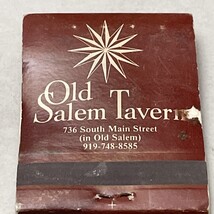 Old
Salem Tavern
736 South Main Street
(in Old Salem)
919-748-8585